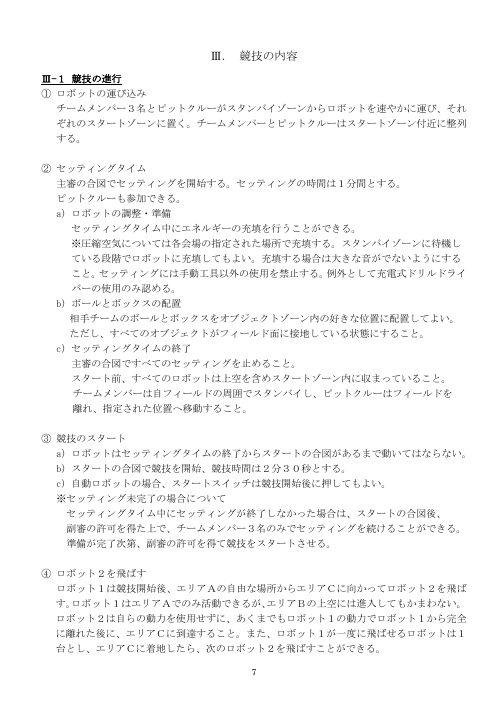 Ⅲ． 競技の内容
Ⅲ-１ 競技の進行
① ロボットの運び込み
チームメンバー３名とピットクルーがスタンバイゾーンからロボットを速やかに運び、それ
ぞれのスタートゾーンに置く。チームメンバーとピットクルーはスタートゾーン付近に整列
する。
② セッティングタイム
主審の合図でセッティングを開始する。セッティングの時間は１分間とする。
ピットクルーも参加できる。
a）ロボットの調整・準備
セッティングタイム中にエネルギーの充填を行うことができる。
※圧縮空気については各会場の指定された場所で充填する。スタンバイゾーンに待機し
ている段階でロボットに充填してもよい。充填する場合は大きな音がでないようにする
こと。セッティングには手動工具以外の使用を禁止する。例外として充電式ドリルドライ
バーの使用のみ認める。
b）ボールとボックスの配置
相手チームのボールとボックスをオブジェクトゾーン内の好きな位置に配置してよい。
ただし、すべてのオブジェクトがフィールド面に接地している状態にすること。
c）セッティングタイムの終了
主審の合図ですべてのセッティングを止めること。
スタート前、すべてのロボットは上空を含めスタートゾーン内に収まっていること。
チームメンバーは自フィールドの周囲でスタンバイし、ピットクルーはフィールドを
離れ、指定された位置へ移動すること。
③ 競技のスタート
a）ロボットはセッティングタイムの終了からスタートの合図があるまで動いてはならない。
b）スタートの合図で競技を開始、競技時間は２分３０秒とする。
c）自動ロボットの場合、スタートスイッチは競技開始後に押してもよい。
※セッティング未完了の場合について
セッティングタイム中にセッティングが終了しなかった場合は、スタートの合図後、
副審の許可を得た上で、チームメンバー３名のみでセッティングを続けることができる。
準備が完了次第、副審の許可を得て競技をスタートさせる。
④ ロボット２を飛ばす
ロボット１は競技開始後、エリアＡの自由な場所からエリアＣに向かってロボット２を飛ば
す。ロボット１はエリアＡでのみ活動できるが、エリアＢの上空には進入してもかまわない。
ロボット２は自らの動力を使用せずに、あくまでもロボット１の動力でロボット１から完全
に離れた後に、エリアＣに到達すること。また、ロボット１が一度に飛ばせるロボットは１
台とし、エリアＣに着地したら、次のロボット２を飛ばすことができる。
7